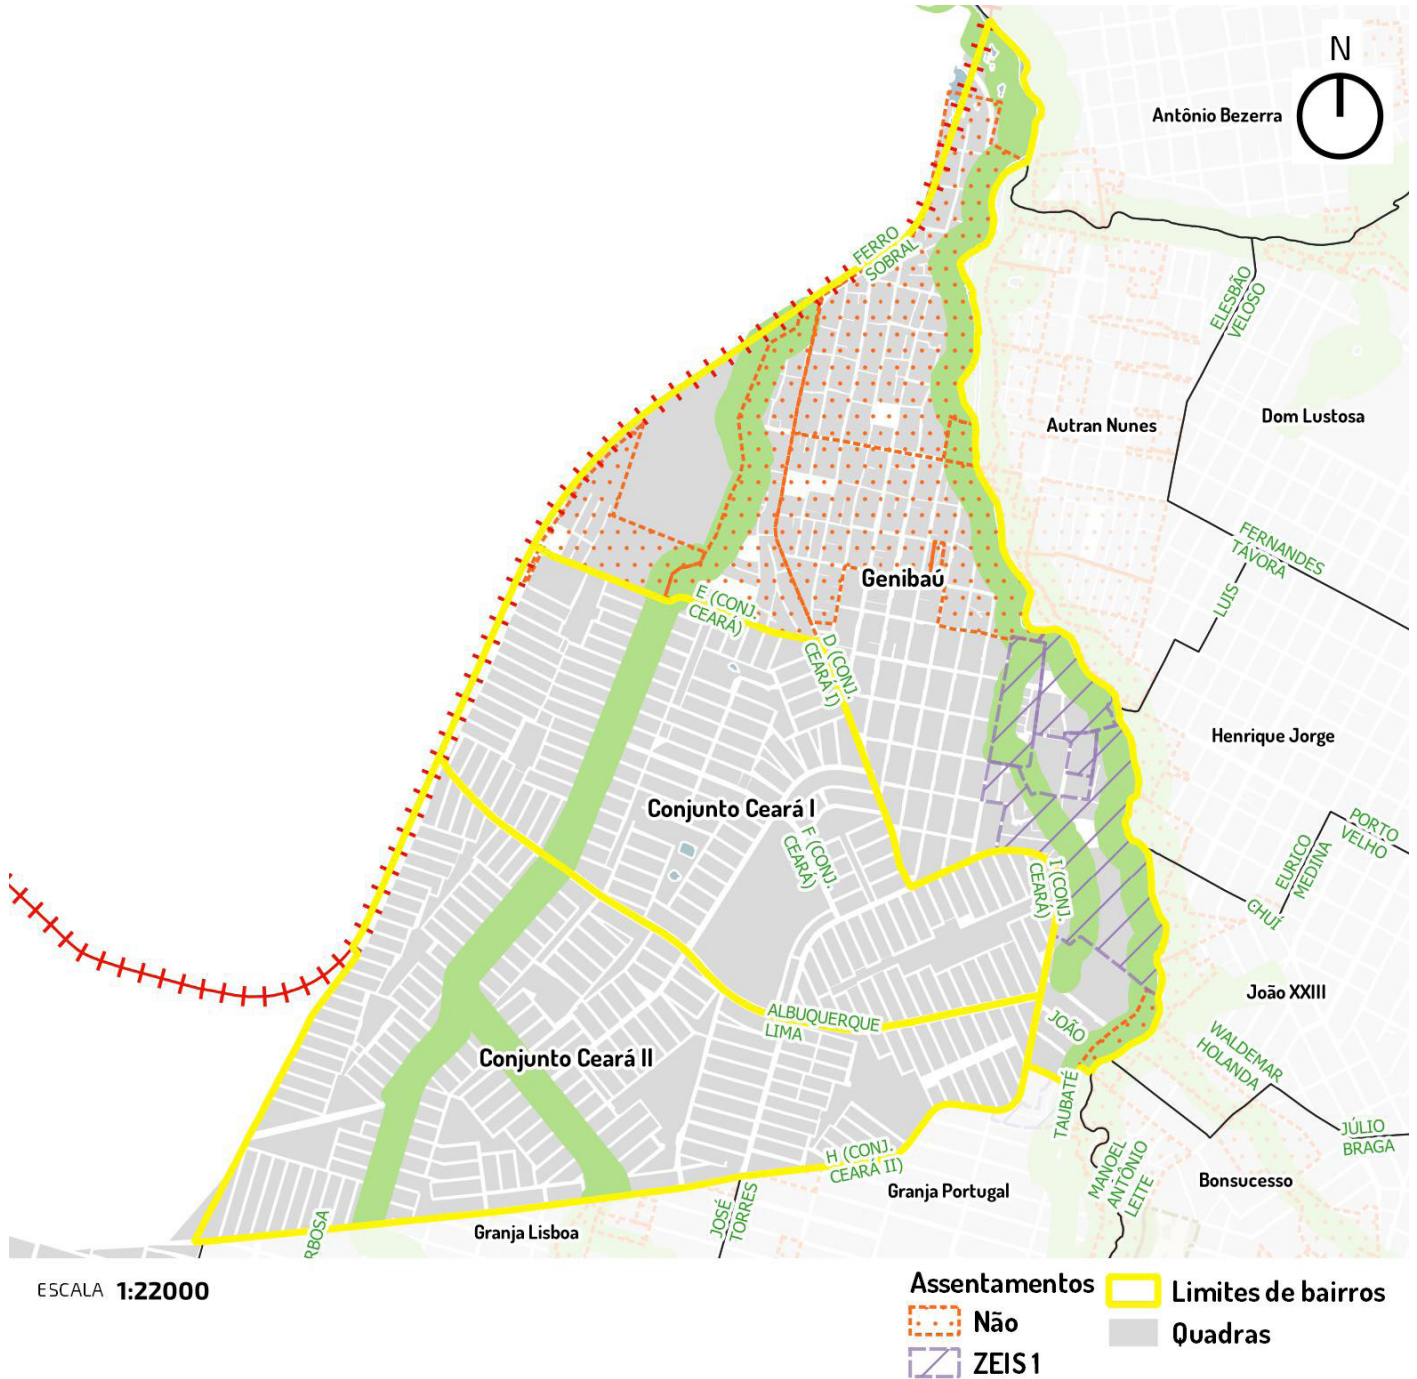 N
Antônio Bezerra
FERRO
SOBRAL
ELESBÃO
VELOSO
Autran Nunes
Dom Lustosa
FERNANDES
TÁVORA
LUIS
Genibaú
E (CONJ.
CEARÁ)
D (CONJ.
CEARÁ I)
Henrique Jorge
Conjunto Ceará I
F (CONJ.
CEARÁ)
PORTO
VELHO
EURICO
MEDINA
I (CONJ.
CEARÁ)
CHUÍ
João XXIII
ALBUQUERQUE
LIMA
JOÃO
WALDEMAR
HOLANDA
Conjunto Ceará II
TAUBATÉ
JÚLIO
BRAGA
H (CONJ.
CEARÁ II)
MANOEL
ANTÔNIO
LEITE
Bonsucesso
Granja Portugal
JOSÉ
TORRES
Granja Lisboa
RBOSA
ESCALA 1:22000
Assentamentos
Não
ZEIS 1
Limites de bairros
Quadras